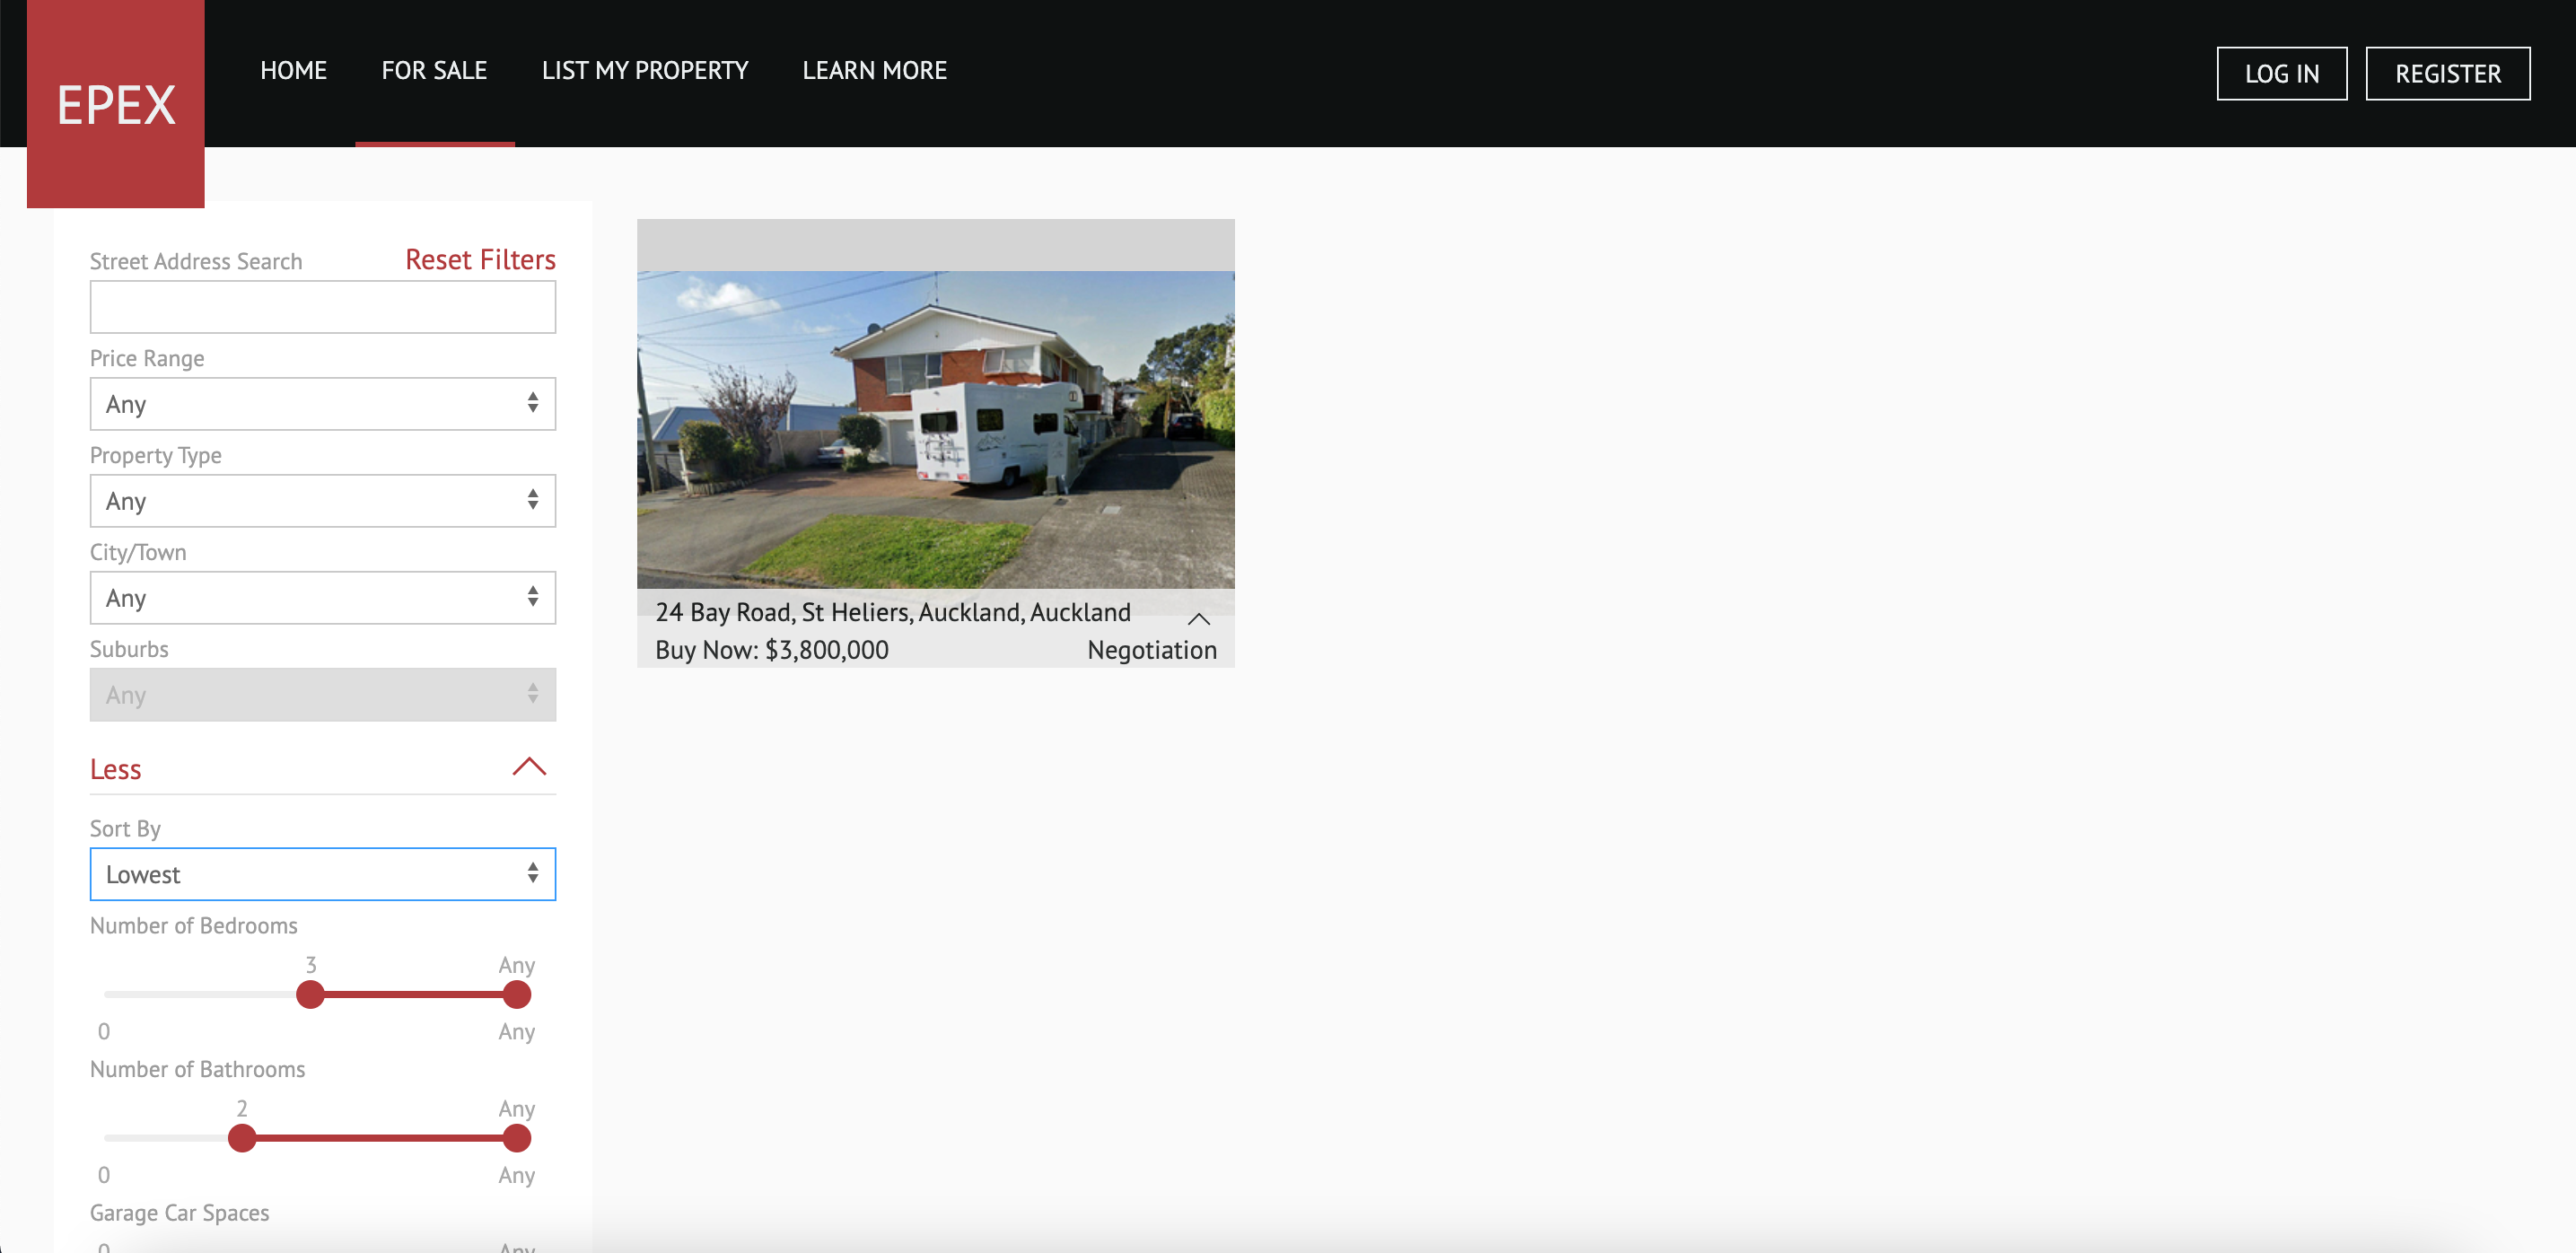 EPEX
HOME
FOR SALE
LIST MY PROPERTY
LEARN MORE
LOG IN
REGISTER
Street Address Search
Reset Filters
Price Range
Any
Property Type
Any
City/Town
Any
Suburbs
Any
Less
Sort By
Lowest
Number of Bedrooms
3 Any
0 Any
Number of Bathrooms
2 Any
0 Any
Garage Car Spaces
0 Any
24 Bay Road, St Heliers, Auckland, Auckland
Buy Now: $3,800,000
Negotiation